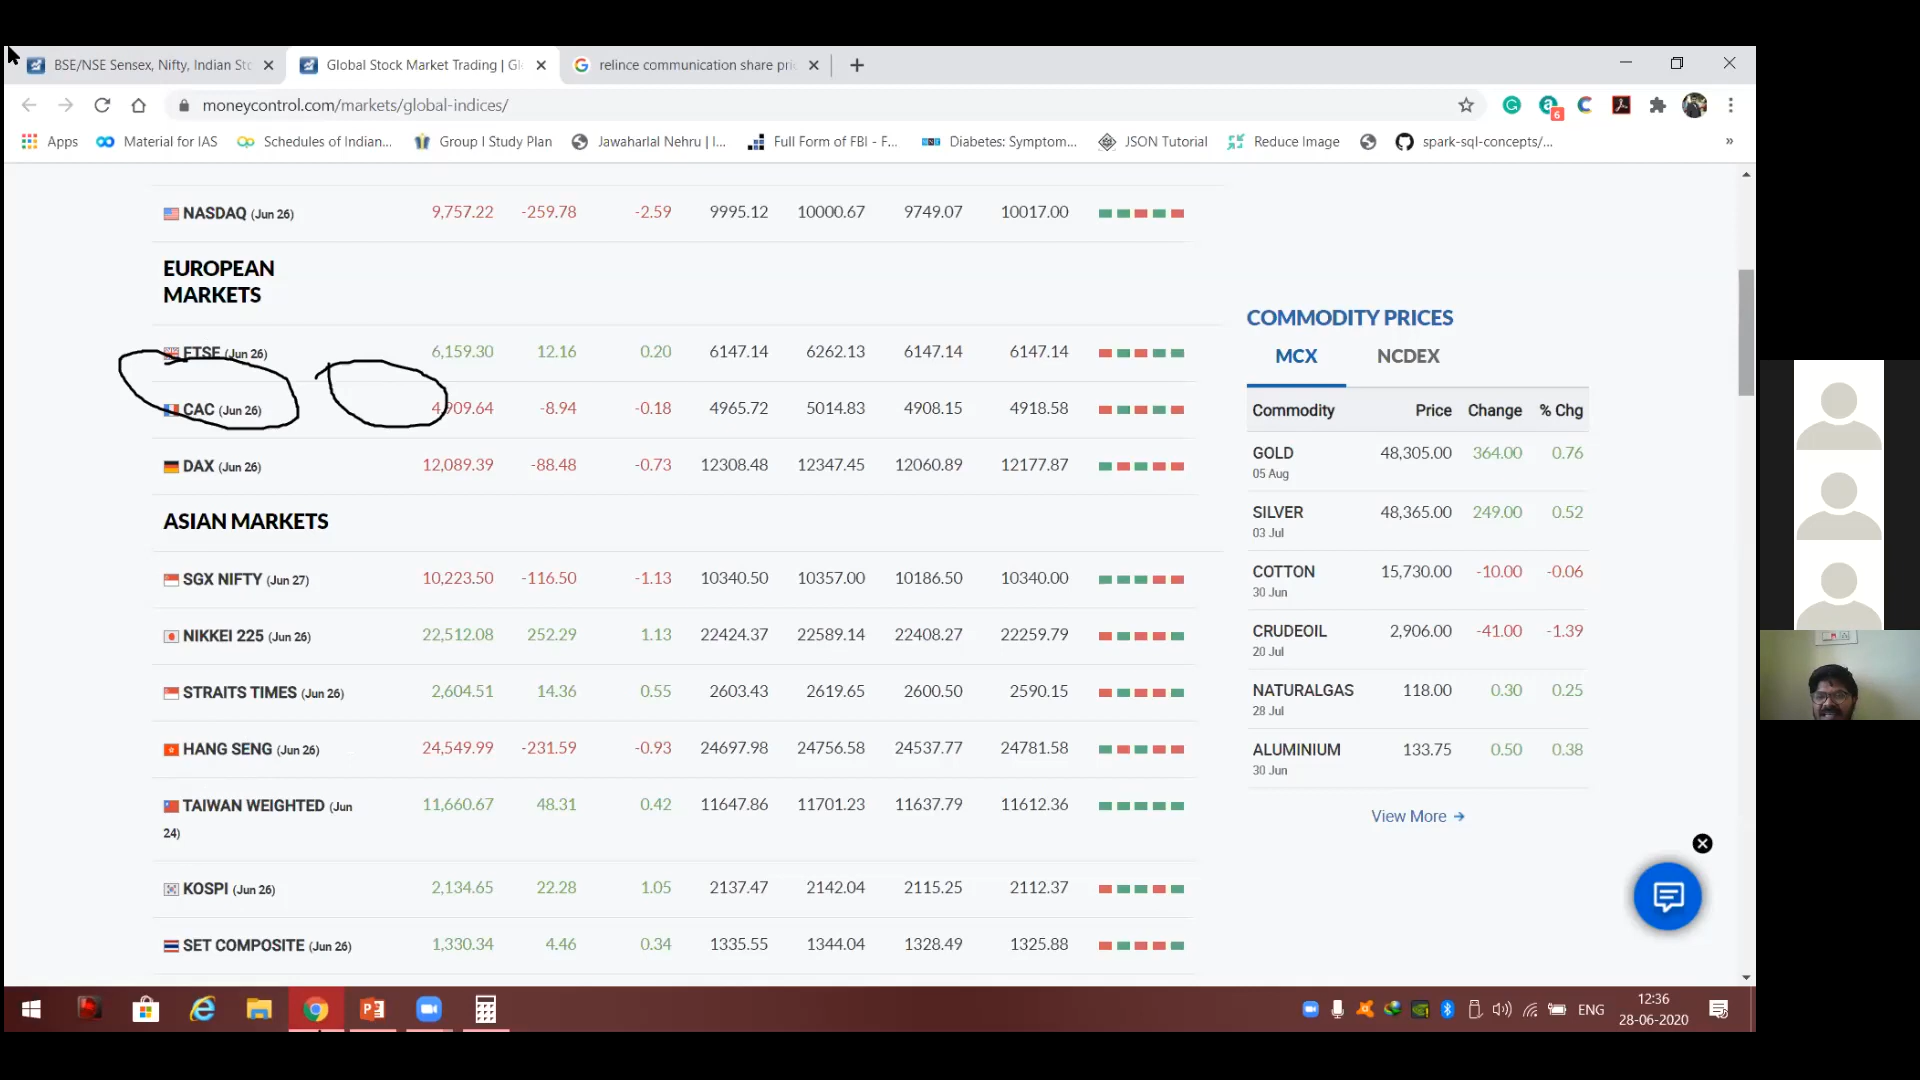 BSE/NSE Sensex, Nifty, Indian Sto
Global Stock Market Trading | Gl
relince communication share pri
moneycontrol.com/markets/global-indices/
6
Apps
Material for IAS
Schedules of Indian...
Group I Study Plan
Jawaharlal Nehru | I...
Full Form of FBI - F...
Diabetes: Symptom...
JSON Tutorial
Reduce Image
spark-sql-concepts/...
»
NASDAQ (Jun 26) 9,757.22 -259.78 -2.59 9995.12 10000.67 9749.07 10017.00
EUROPEAN
MARKETS
FTSE (Jun 26) 6,159.30 12.16 0.20 6147.14 6262.13 6147.14 6147.14
CAC (Jun 26) 4,909.64 -8.94 -0.18 4965.72 5014.83 4908.15 4918.58
DAX (Jun 26) 12,089.39 -88.48 -0.73 12308.48 12347.45 12060.89 12177.87
ASIAN MARKETS
SGX NIFTY (Jun 27) 10,223.50 -116.50 -1.13 10340.50 10357.00 10186.50 10340.00
NIKKEI 225 (Jun 26) 22,512.08 252.29 1.13 22424.37 22589.14 22408.27 22259.79
STRAITS TIMES (Jun 26) 2,604.51 14.36 0.55 2603.43 2619.65 2600.50 2590.15
HANG SENG (Jun 26) 24,549.99 -231.59 -0.93 24697.98 24756.58 24537.77 24781.58
TAIWAN WEIGHTED (Jun 11,660.67 48.31 0.42 11647.86 11701.23 11637.79 11612.36
24)
KOSPI (Jun 26) 2,134.65 22.28 1.05 2137.47 2142.04 2115.25 2112.37
SET COMPOSITE (Jun 26) 1,330.34 4.46 0.34 1335.55 1344.04 1328.49 1325.88
COMMODITY PRICES
MCX NCDEX
Commodity Price Change % Chg
GOLD 48,305.00 364.00 0.76
05 Aug
SILVER 48,365.00 249.00 0.52
03 Jul
COTTON 15,730.00 -10.00 -0.06
30 Jun
CRUDEOIL 2,906.00 -41.00 -1.39
20 Jul
NATURALGAS 118.00 0.30 0.25
28 Jul
ALUMINIUM 133.75 0.50 0.38
30 Jun
View More
ENG
12:36
28-06-2020